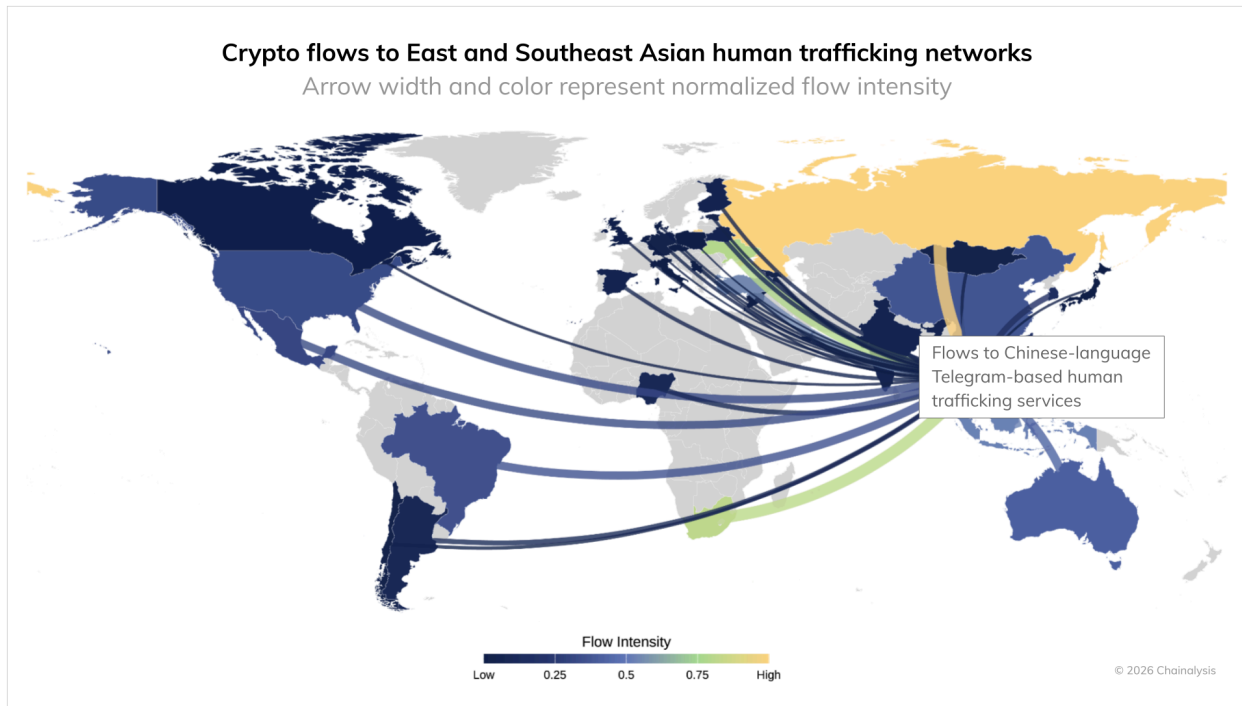 Crypto flows to East and Southeast Asian human trafficking networks
Arrow width and color represent normalized flow intensity
Flows to Chinese-language
Telegram-based human
trafficking services
Flow Intensity
Low 0.25 0.5 0.75 High
© 2026 Chainalysis